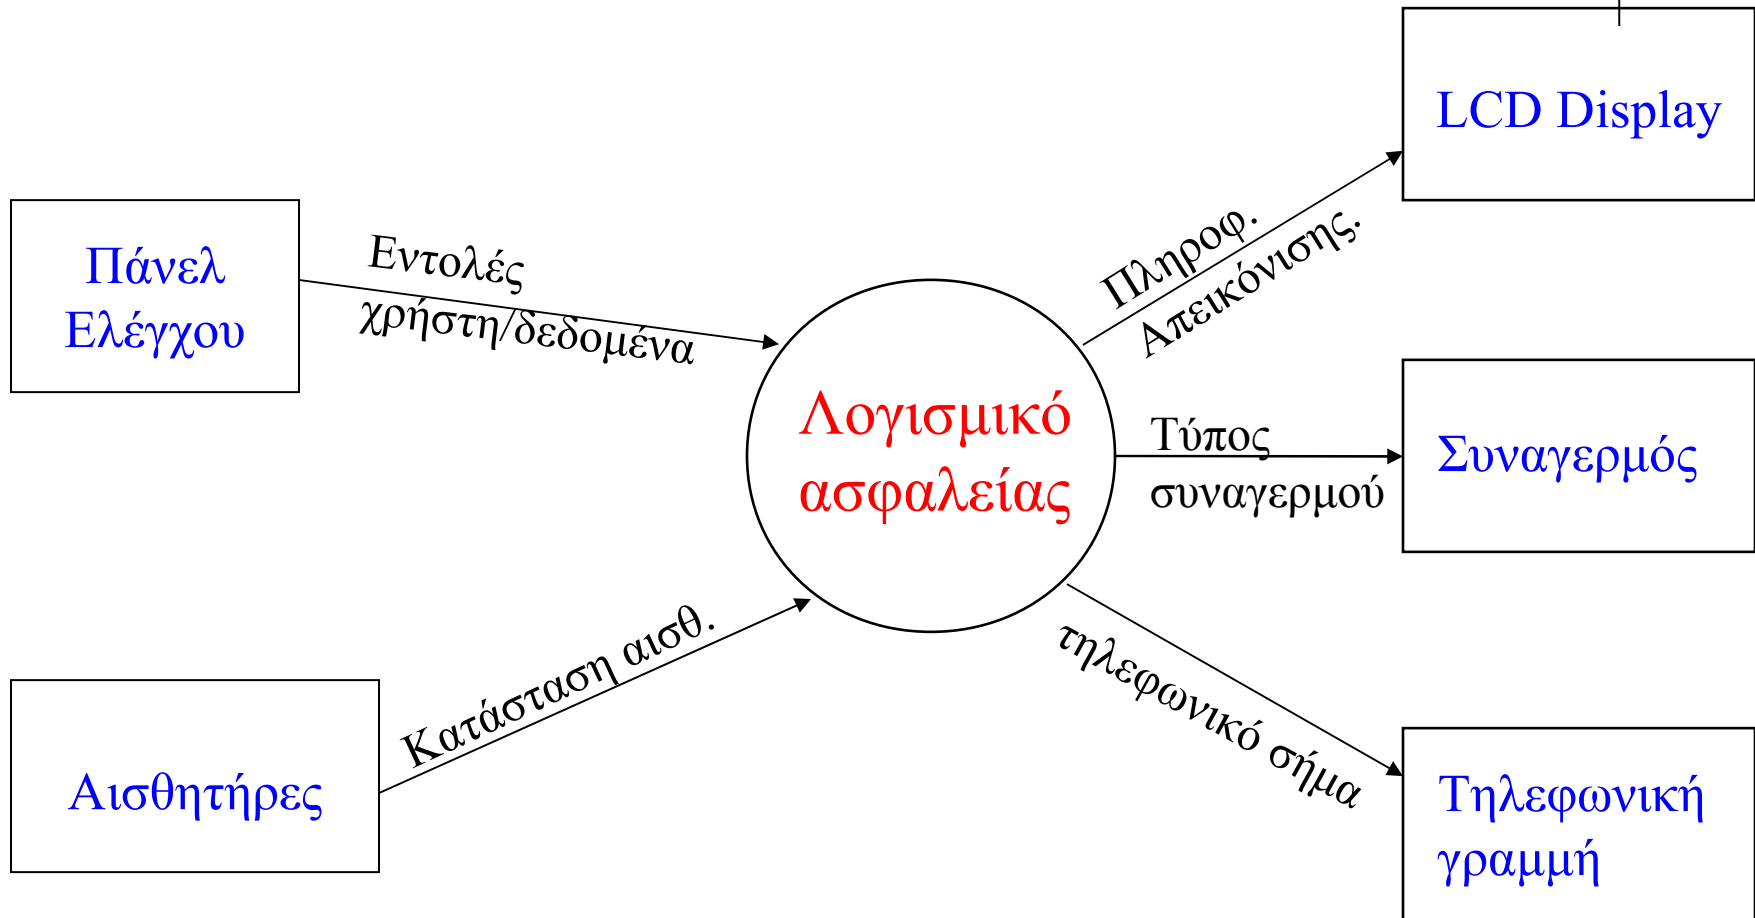 LCD Display
Πάνελ
Ελέγχου
Εντολές
χρήστη/δεδομένα
Πληροφ.
Απεικόνισης.
Λογισμικό
ασφαλείας
Τύπος
συναγερμού
Συναγερμός
Κατάσταση αισθ.
τηλεφωνικό σήμα
Αισθητήρες
Τηλεφωνική
γραμμή